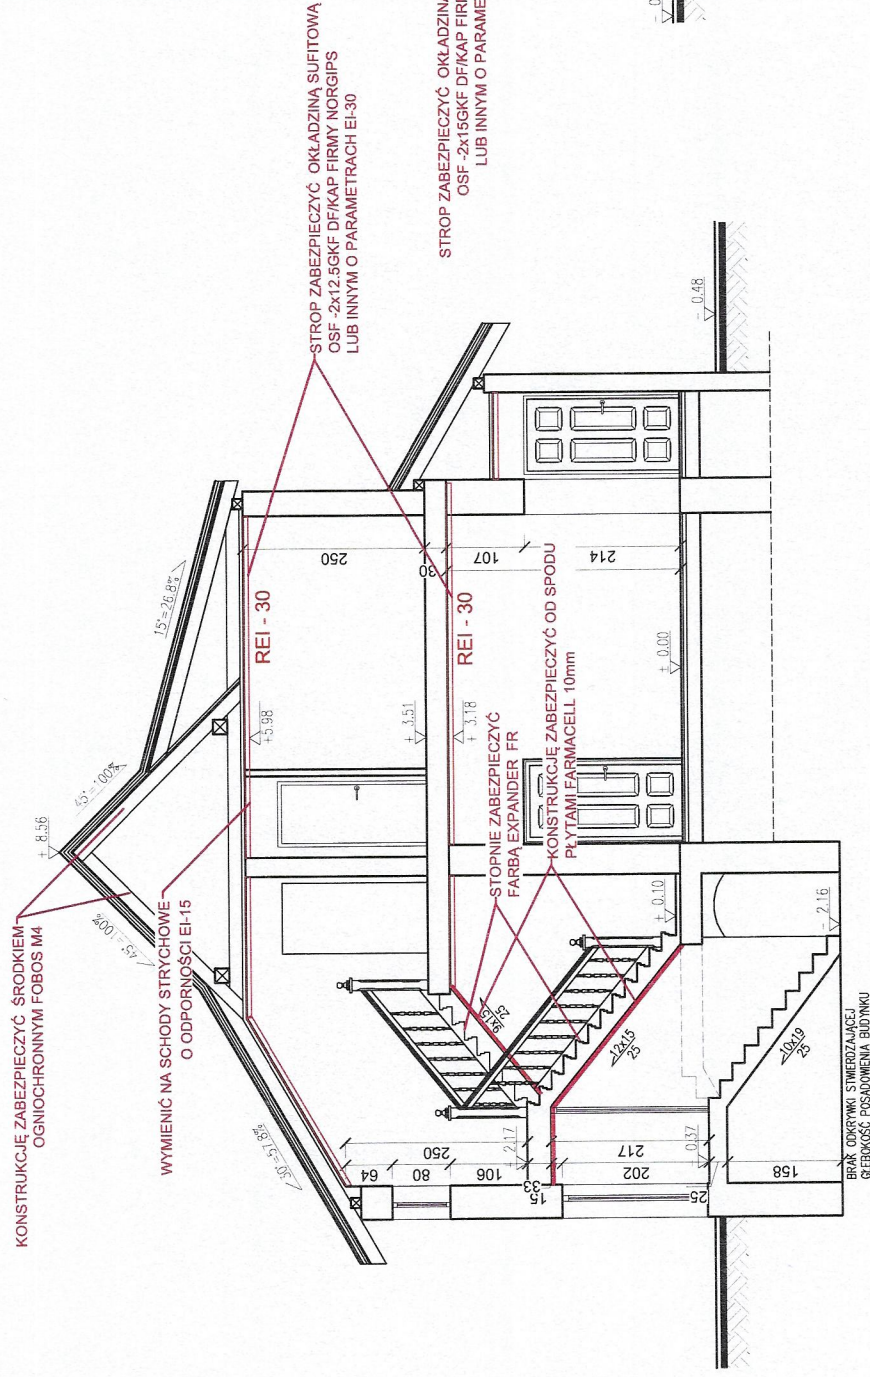 KONSTRUKCJĘ ZABEZPIECZYĆ ŚRODKIEM
OGNIOCHRONNYM FOBOS M4
WYMIENIĆ NA SCHODY STRYCHOWE
O ODPORNOŚCI EI-15
STROP ZABEZPIECZYĆ OKŁADZINĄ SUFITOWĄ
OSF -2x12.5GKF DF/KAP FIRMY NORGIPS
LUB INNYM O PARAMETRACH EI-30
STROP ZABEZPIECZYĆ OKŁADZIN
OSF -2x15GKF DF/KAP FIR
LUB INNYM O PARAME
+ 8.56
45°=100%
45°=100%
15°=26.8%
30°=57.8%
REI - 30
REI - 30
+5.98
+ 3.51
+ 3.18
± 0.00
+ 0.10
- 0.48
- 2.16
2.17
0.37
250
30
107
214
STOPNIE ZABEZPIECZYĆ
FARBĄ EXPANDER FR
KONSTRUKCJĘ ZABEZPIECZYĆ OD SPODU
PŁYTAMI FARMACELL 10mm
9x15
25
12x15
25
10x19
25
250
64
80
106
33
15
217
202
25
158
BRAK ODKRYWKI STWIERDZAJĄCEJ
GŁĘBOKOŚĆ POSADOWIENIA BUDYNKU